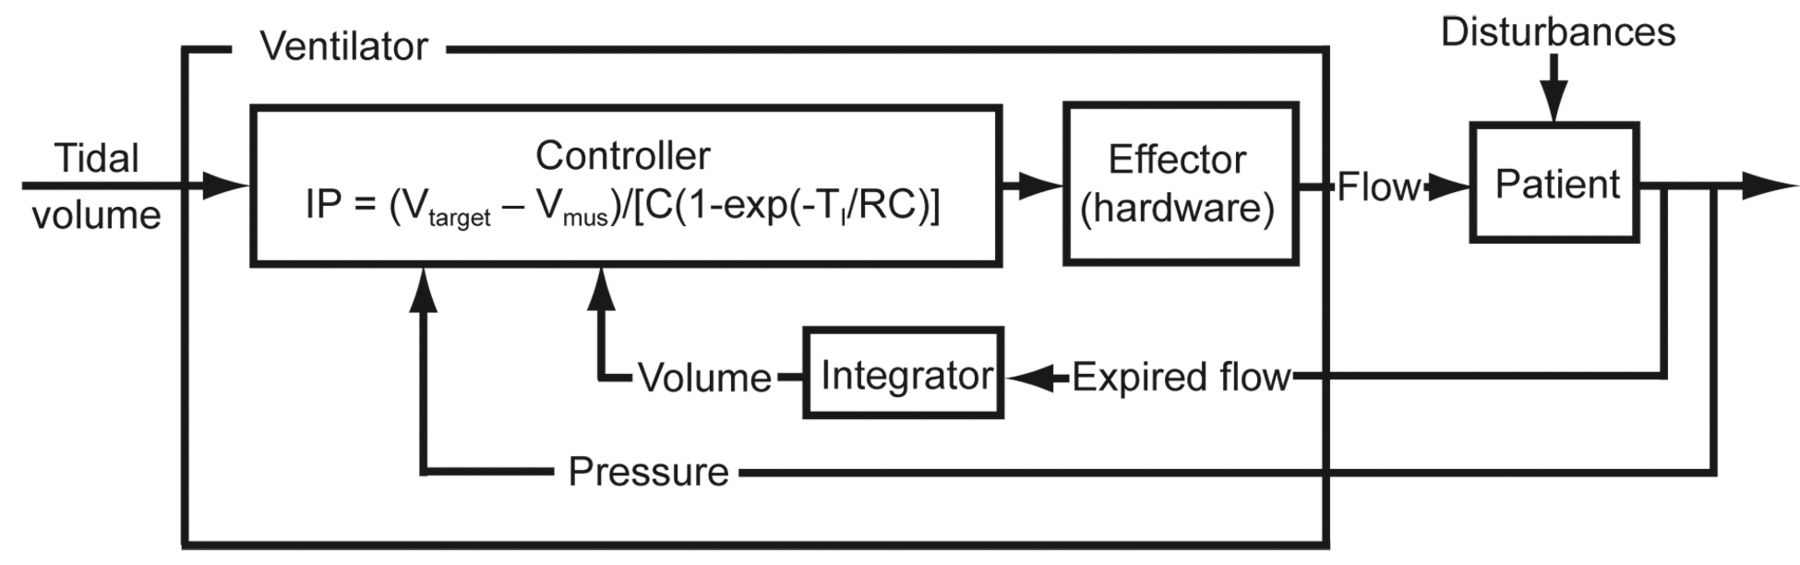 Ventilator
Disturbances
Tidal
volume
Controller
IP = (Vtarget – Vmus)/[C(1-exp(-TI/RC)]
Effector
(hardware)
Flow
Patient
Volume
Integrator
Expired flow
Pressure